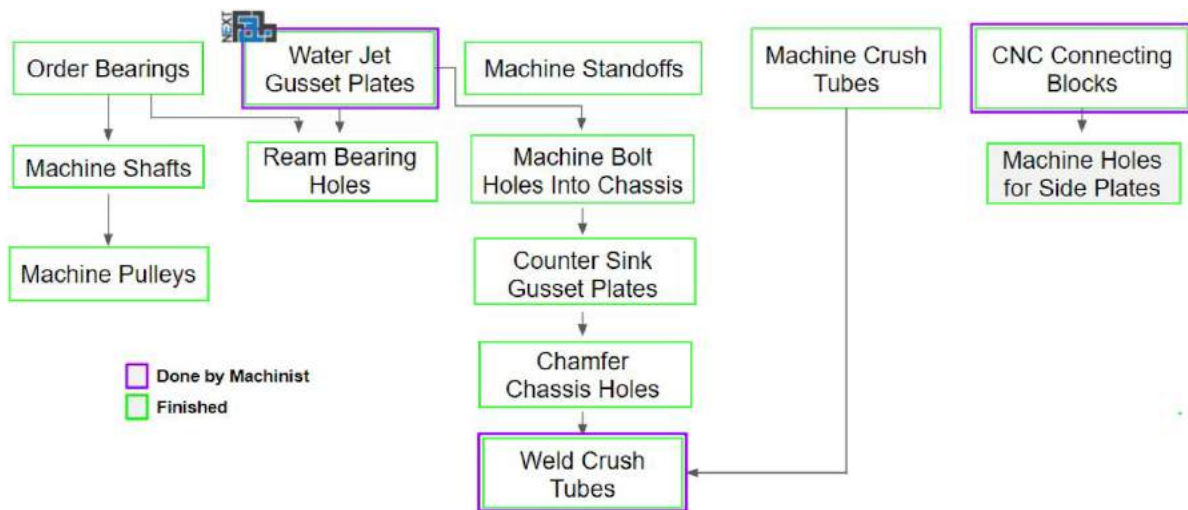 NEXT
Order Bearings
Water Jet
Gusset Plates
Machine Standoffs
Machine Crush
Tubes
CNC Connecting
Blocks
Machine Shafts
Ream Bearing
Holes
Machine Bolt
Holes Into Chassis
Machine Holes
for Side Plates
Machine Pulleys
Counter Sink
Gusset Plates
Chamfer
Chassis Holes
Weld Crush
Tubes
Done by Machinist
Finished